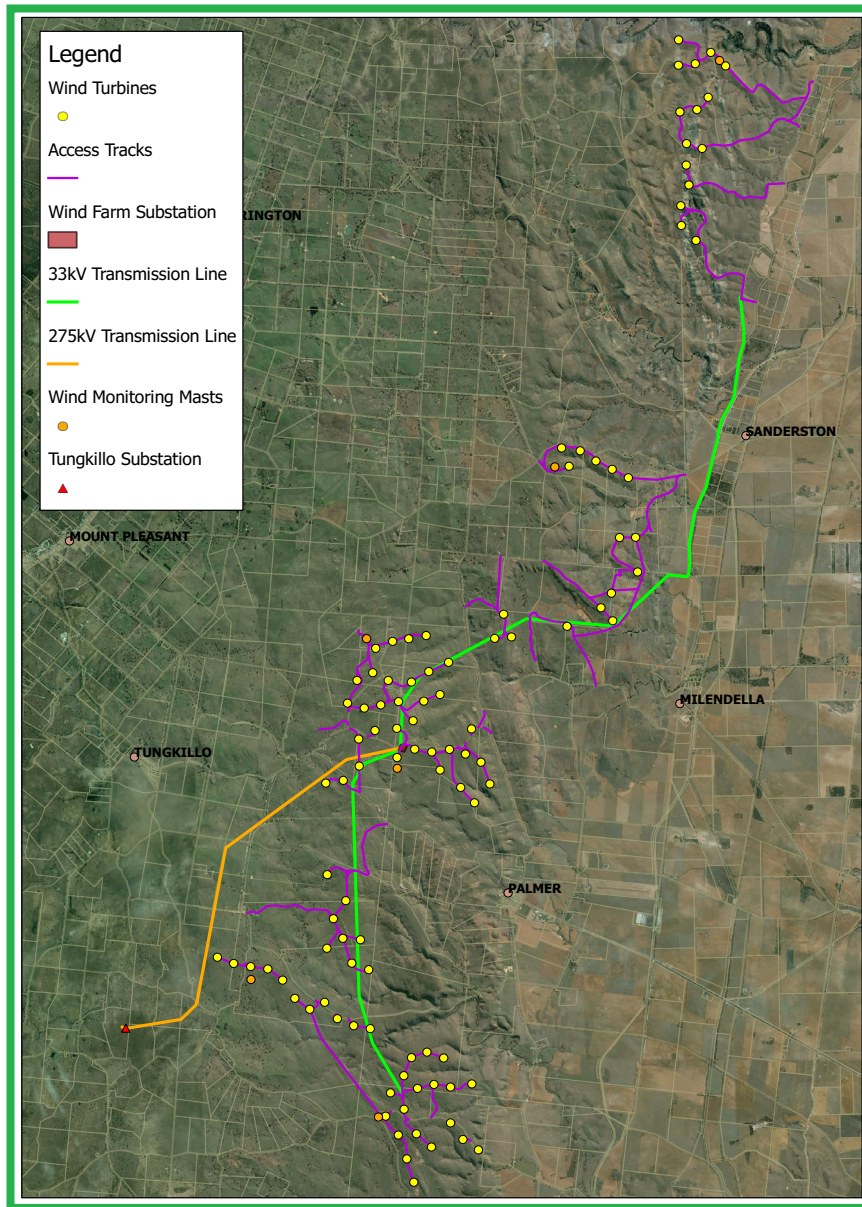 Legend
Wind Turbines
Access Tracks
Wind Farm Substation
RINGTON
33kV Transmission Line
275kV Transmission Line
Wind Monitoring Masts
Tungkillo Substation
SANDERSTON
MOUNT PLEASANT
MILENDELLA
TUNGKILLO
PALMER